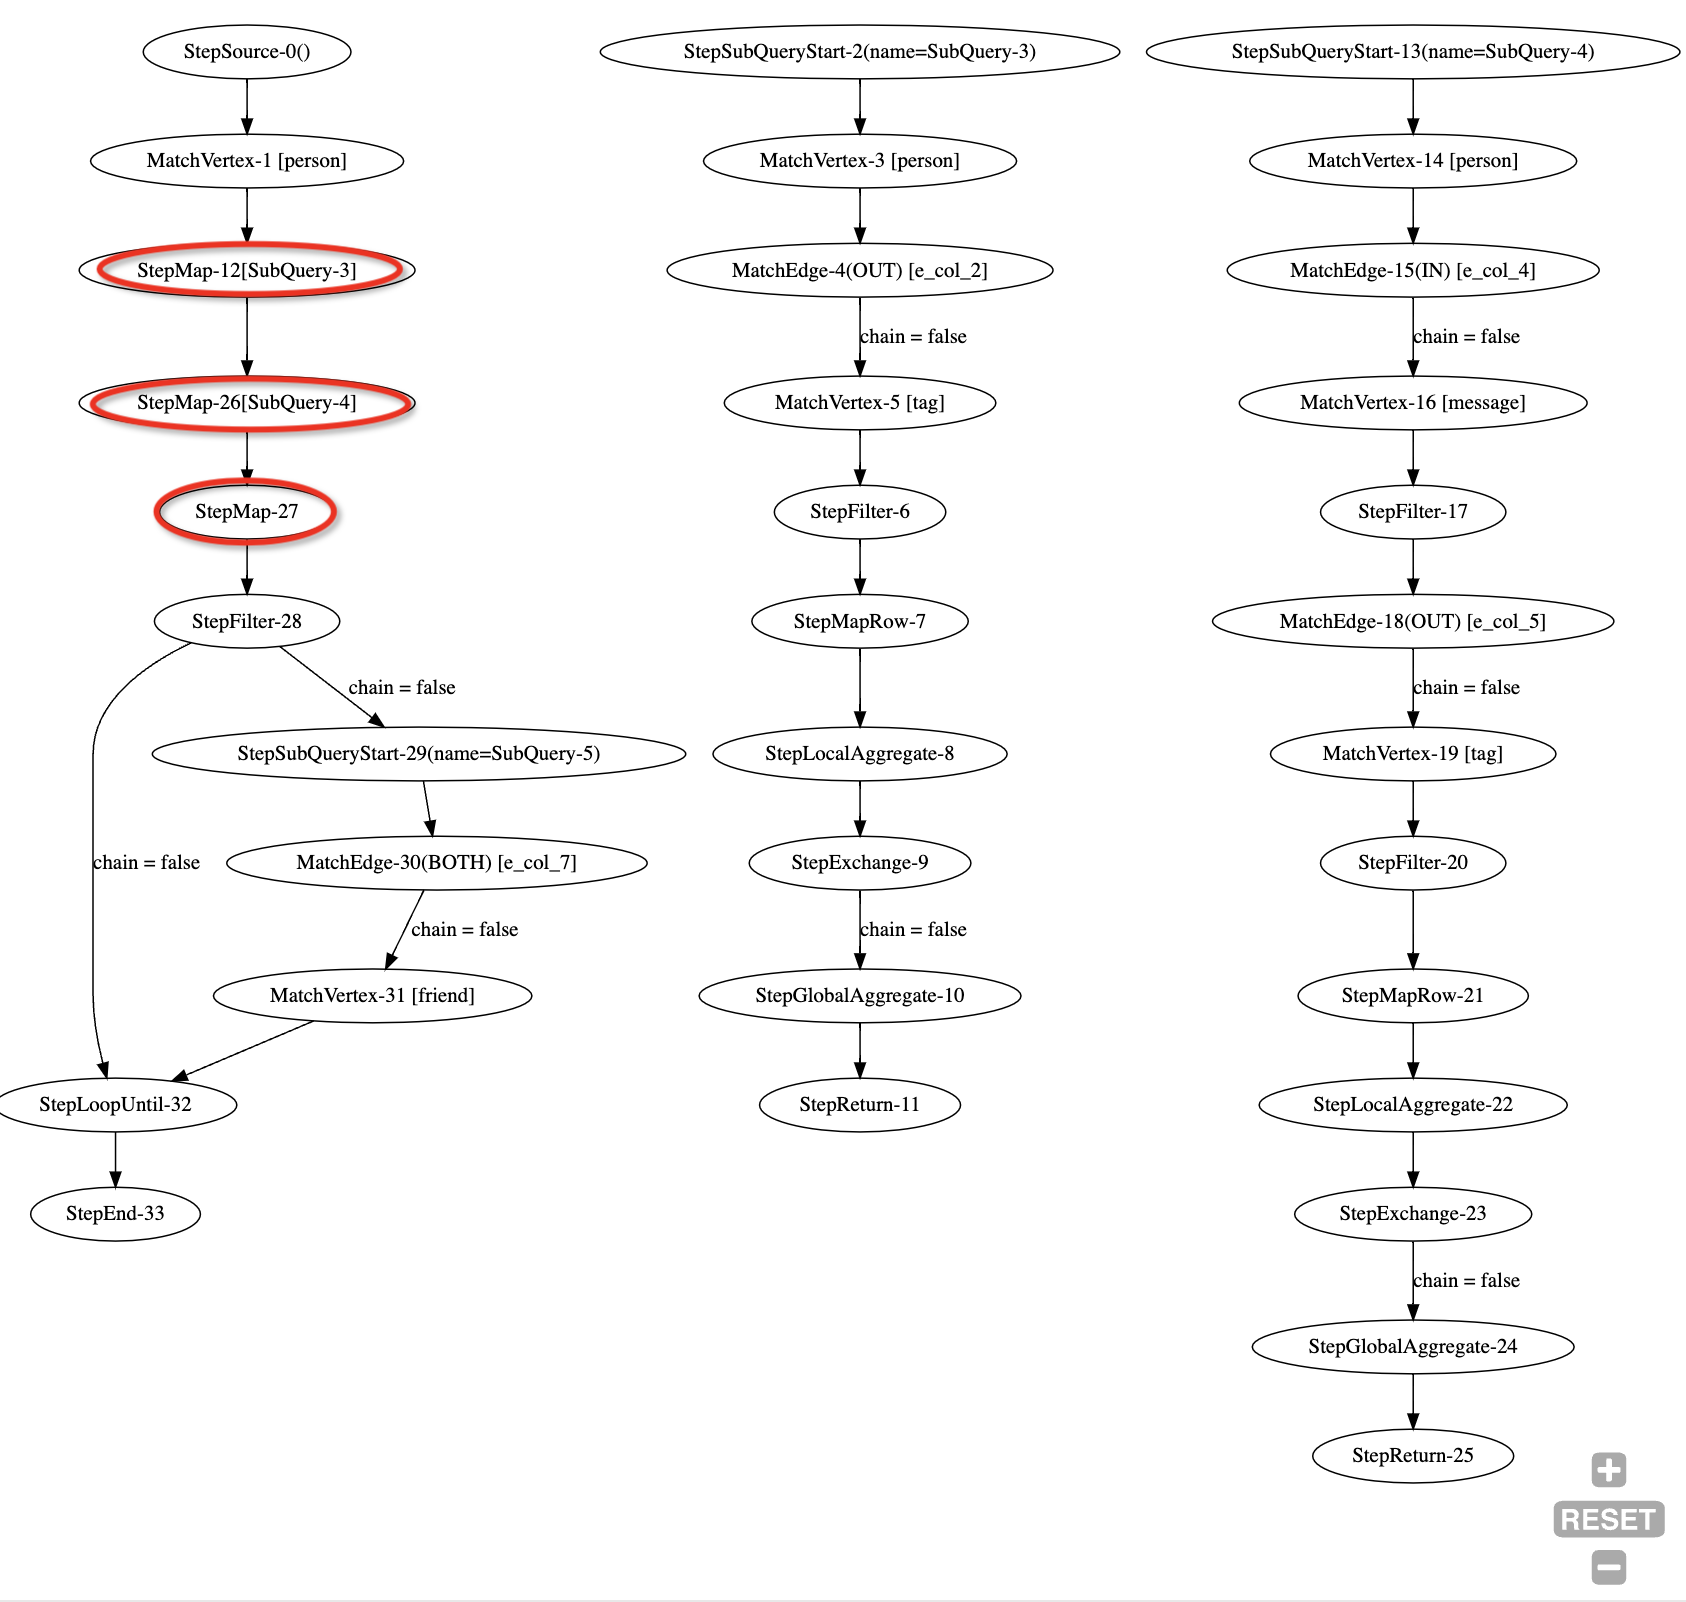 StepSource-0()
MatchVertex-1 [person]
StepMap-12[SubQuery-3]
StepMap-26[SubQuery-4]
StepMap-27
StepFilter-28
chain = false
StepSubQueryStart-29(name=SubQuery-5)
chain = false
MatchEdge-30(BOTH) [e_col_7]
chain = false
MatchVertex-31 [friend]
StepLoopUntil-32
StepEnd-33
StepSubQueryStart-2(name=SubQuery-3)
MatchVertex-3 [person]
MatchEdge-4(OUT) [e_col_2]
chain = false
MatchVertex-5 [tag]
StepFilter-6
StepMapRow-7
StepLocalAggregate-8
StepExchange-9
chain = false
StepGlobalAggregate-10
StepReturn-11
StepSubQueryStart-13(name=SubQuery-4)
MatchVertex-14 [person]
MatchEdge-15(IN) [e_col_4]
chain = false
MatchVertex-16 [message]
StepFilter-17
MatchEdge-18(OUT) [e_col_5]
chain = false
MatchVertex-19 [tag]
StepFilter-20
StepMapRow-21
StepLocalAggregate-22
StepExchange-23
chain = false
StepGlobalAggregate-24
StepReturn-25
RESET